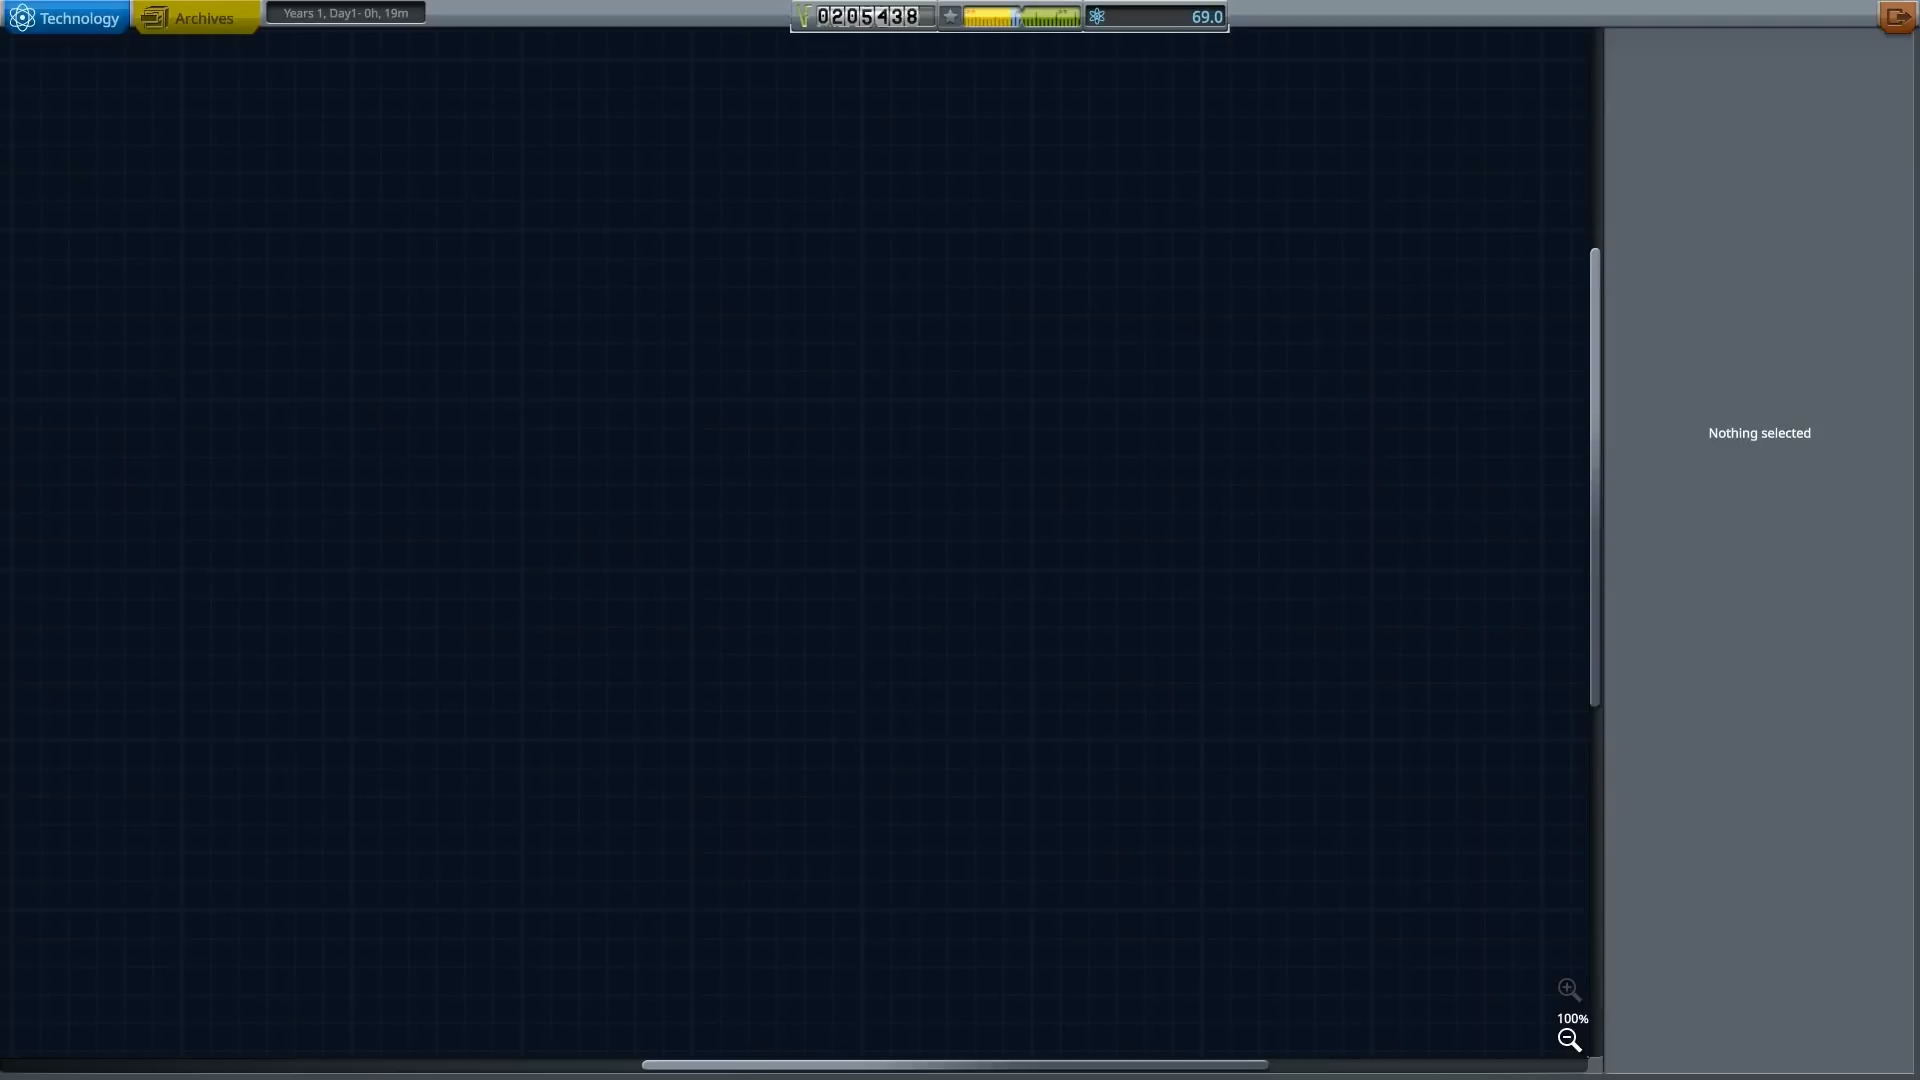 Technology
Archives
Years 1, Day1- 0h, 19m
0205438
69.0
Nothing selected
100%